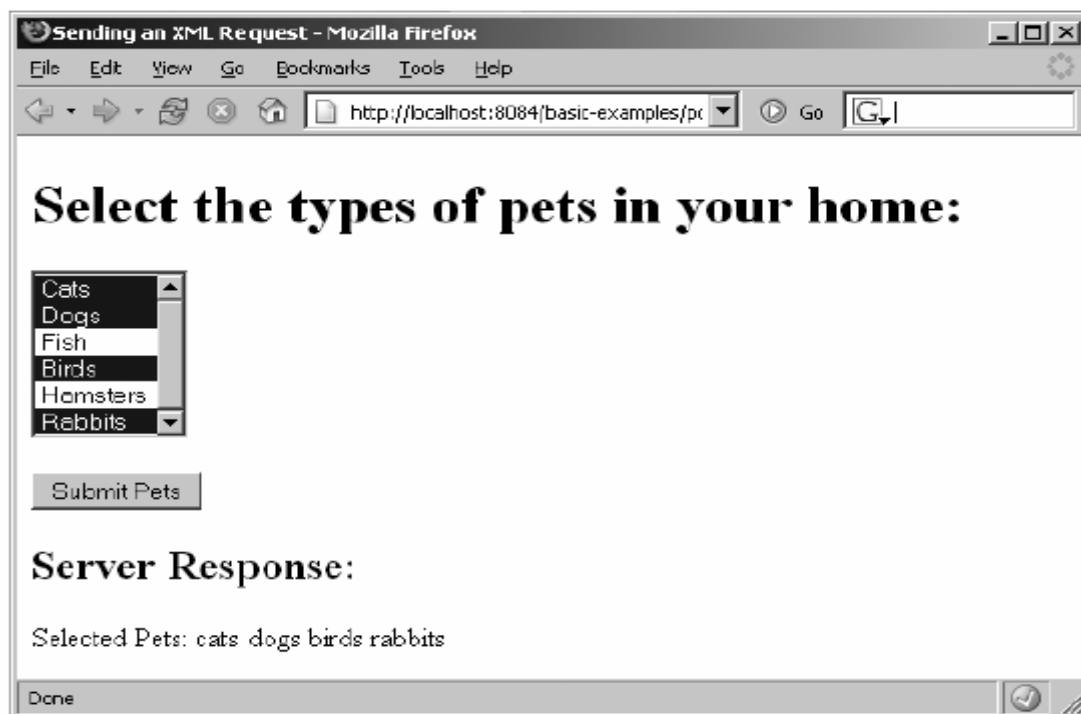 Sending an XML Request - Mozilla Firefox
File Edit View Go Bookmarks Tools Help
http://localhost:8084/basic-examples/po Go G
Select the types of pets in your home:
Cats
Dogs
Fish
Birds
Hamsters
Rabbits
Submit Pets
Server Response:
Selected Pets: cats dogs birds rabbits
Done